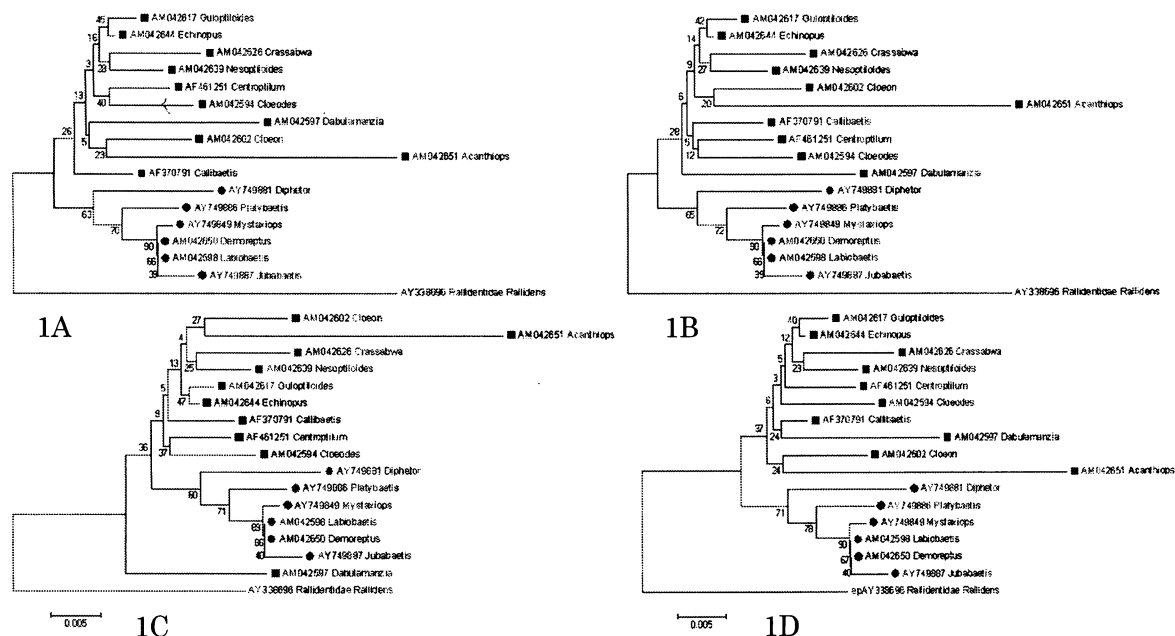 45
AM042617 Guloptiloides
AM042644 Echinopus
16
AM042626 Crassabwa
3
23
AM042639 Nesoptiloides
13
AF461251 Centroptilum
40
AM042594 Cloeodes
26
AM042597 Dabulamanzia
5
AM042602 Cloeon
23
AM042651 Acanthiops
AF370791 Callibaetis
AY749881 Diphetor
63
AY749886 Platybaetis
70
AY749849 Mystaxiops
90
AM042650 Demoreptus
66
AM042598 Labiobaetis
39
AY749887 Jubabaetis
AY338696 Rallidentidae Rallidens
1A
42
AM042617 Guloptiloides
AM042644 Echinopus
14
AM042626 Crassabwa
9
27
AM042639 Nesoptiloides
AM042602 Cloeon
6
20
AM042651 Acanthiops
AF370791 Callibaetis
28
5
AF461251 Centroptilum
12
AM042594 Cloeodes
AM042597 Dabulamanzia
AY749881 Diphetor
65
AY749886 Platybaetis
72
AY749849 Mystaxiops
90
AM042650 Demoreptus
66
AM042598 Labiobaetis
39
AY749887 Jubabaetis
AY338696 Rallidentidae Rallidens
1B
27
AM042602 Cloeon
4
AM042651 Acanthiops
AM042626 Crassabwa
13
25
AM042639 Nesoptiloides
5
AM042617 Guloptiloides
47
AM042644 Echinopus
9
AF370791 Callibaetis
AF461251 Centroptilum
36
37
AM042594 Cloeodes
AY749881 Diphetor
60
AY749886 Platybaetis
71
AY749849 Mystaxiops
89
AM042598 Labiobaetis
66
AM042650 Demoreptus
40
AY749887 Jubabaetis
AM042597 Dabulamanzia
AY338696 Rallidentidae Rallidens
0.005
1C
40
AM042617 Guloptiloides
AM042644 Echinopus
12
AM042626 Crassabwa
5
23
AM042639 Nesoptiloides
3
AF461251 Centroptilum
AM042594 Cloeodes
6
AF370791 Callibaetis
37
24
AM042597 Dabulamanzia
AM042602 Cloeon
24
AM042651 Acanthiops
AY749881 Diphetor
71
AY749886 Platybaetis
78
AY749849 Mystaxiops
90
AM042598 Labiobaetis
67
AM042650 Demoreptus
40
AY749887 Jubabaetis
epAY338696 Rallidentidae Rallidens
0.005
1D